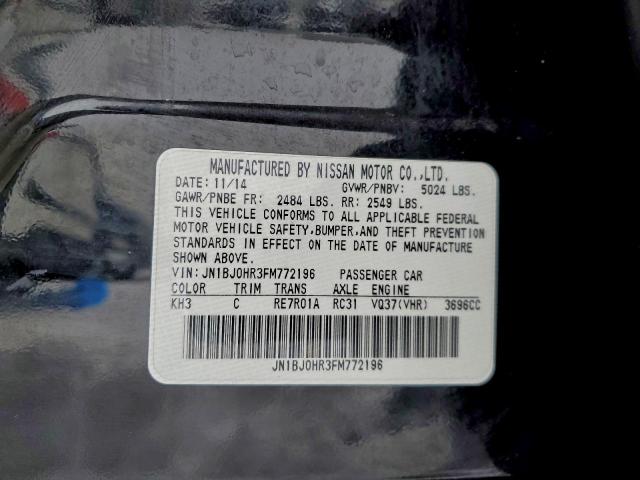 MANUFACTURED BY NISSAN MOTOR CO.,LTD.
DATE: 11/14 GVWR/PNBV: 5024 LBS.
GAWR/PNBE FR: 2484 LBS. RR: 2549 LBS.
THIS VEHICLE CONFORMS TO ALL APPLICABLE FEDERAL
MOTOR VEHICLE SAFETY,BUMPER,AND THEFT PREVENTION
STANDARDS IN EFFECT ON THE DATE OF MANUFACTURE
SHOWN ABOVE.
VIN: JN1BJ0HR3FM772196 PASSENGER CAR
COLOR TRIM TRANS AXLE ENGINE
KH3 C RE7R01A RC31 VQ37(VHR) 3696CC
JN1BJ0HR3FM772196